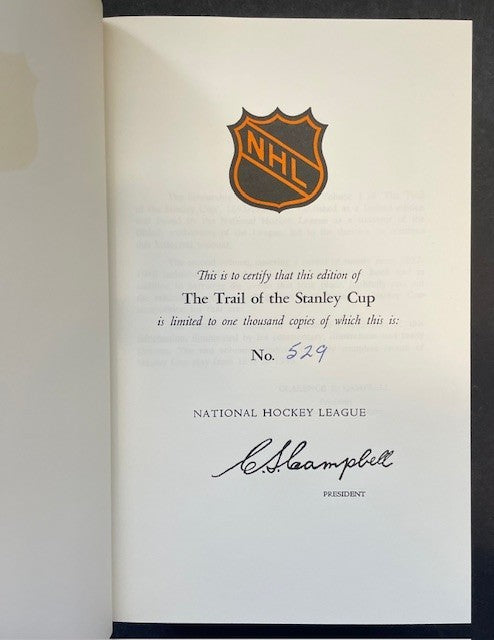 NHL
This is to certify that this edition of
The Trail of the Stanley Cup
is limited to one thousand copies of which this is:
No. 529
NATIONAL HOCKEY LEAGUE
C.S.Campbell
PRESIDENT